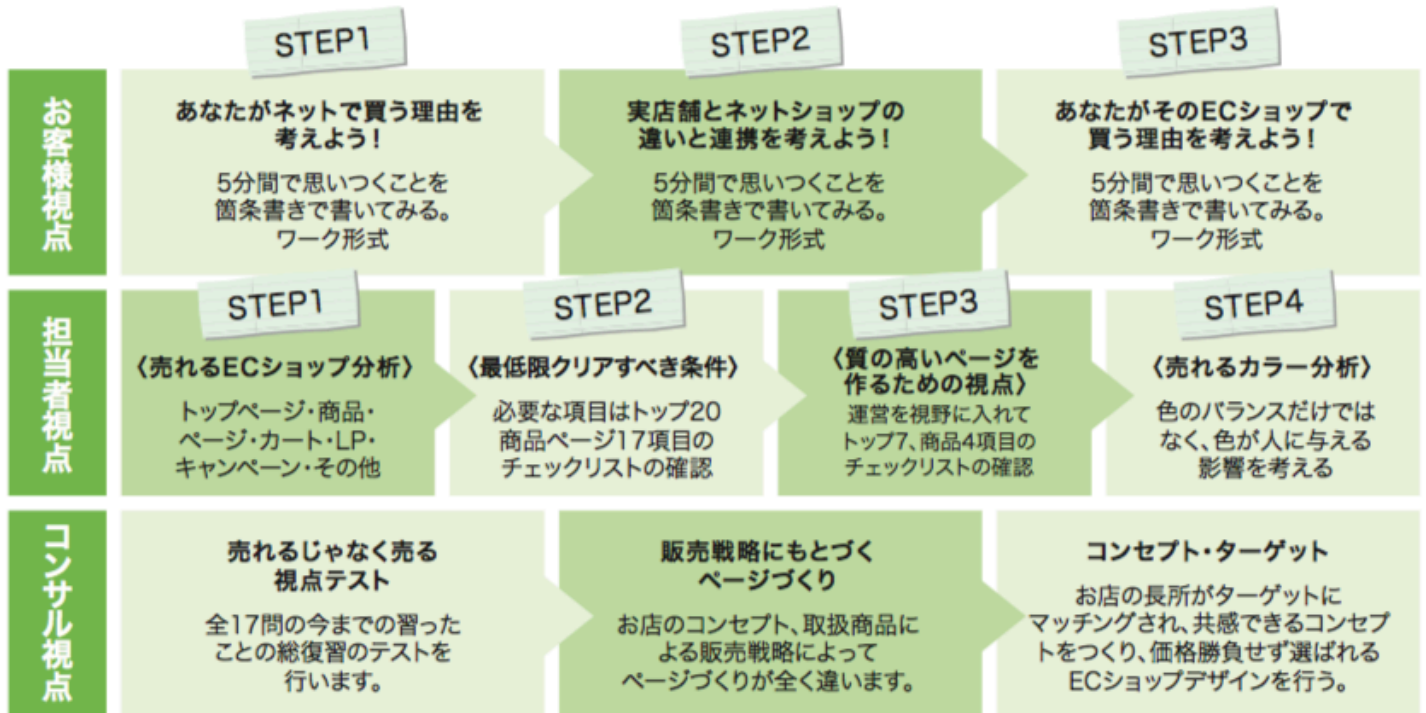 お客様視点
STEP1
あなたがネットで買う理由を
考えよう！
5分間で思いつくことを
箇条書きで書いてみる。
ワーク形式
STEP2
実店舗とネットショップの
違いと連携を考えよう！
5分間で思いつくことを
箇条書きで書いてみる。
ワーク形式
STEP3
あなたがそのECショップで
買う理由を考えよう！
5分間で思いつくことを
箇条書きで書いてみる。
ワーク形式
担当者視点
STEP1
〈売れるECショップ分析〉
トップページ・商品・
ページ・カート・LP・
キャンペーン・その他
STEP2
〈最低限クリアすべき条件〉
必要な項目はトップ20
商品ページ17項目の
チェックリストの確認
STEP3
〈質の高いページを
作るための視点〉
運営を視野に入れて
トップ7、商品4項目の
チェックリストの確認
STEP4
〈売れるカラー分析〉
色のバランスだけでは
なく、色が人に与える
影響を考える
コンサル視点
売れるじゃなく売る
視点テスト
全17問の今までの習った
ことの総復習のテストを
行います。
販売戦略にもとづく
ページづくり
お店のコンセプト、取扱商品に
よる販売戦略によって
ページづくりが全く違います。
コンセプト・ターゲット
お店の長所がターゲットに
マッチングされ、共感できるコンセプ
トをつくり、価格勝負せず選ばれる
ECショップデザインを行う。